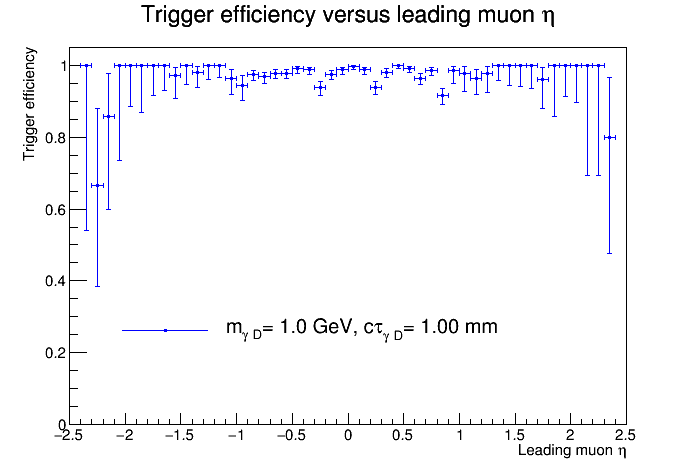 Trigger efficiency versus leading muon η
Trigger efficiency
1
0.8
0.6
0.4
0.2
0
m_γ D= 1.0 GeV, cτ_γ D= 1.00 mm
−2.5 −2 −1.5 −1 −0.5 0 0.5 1 1.5 2 2.5
Leading muon η